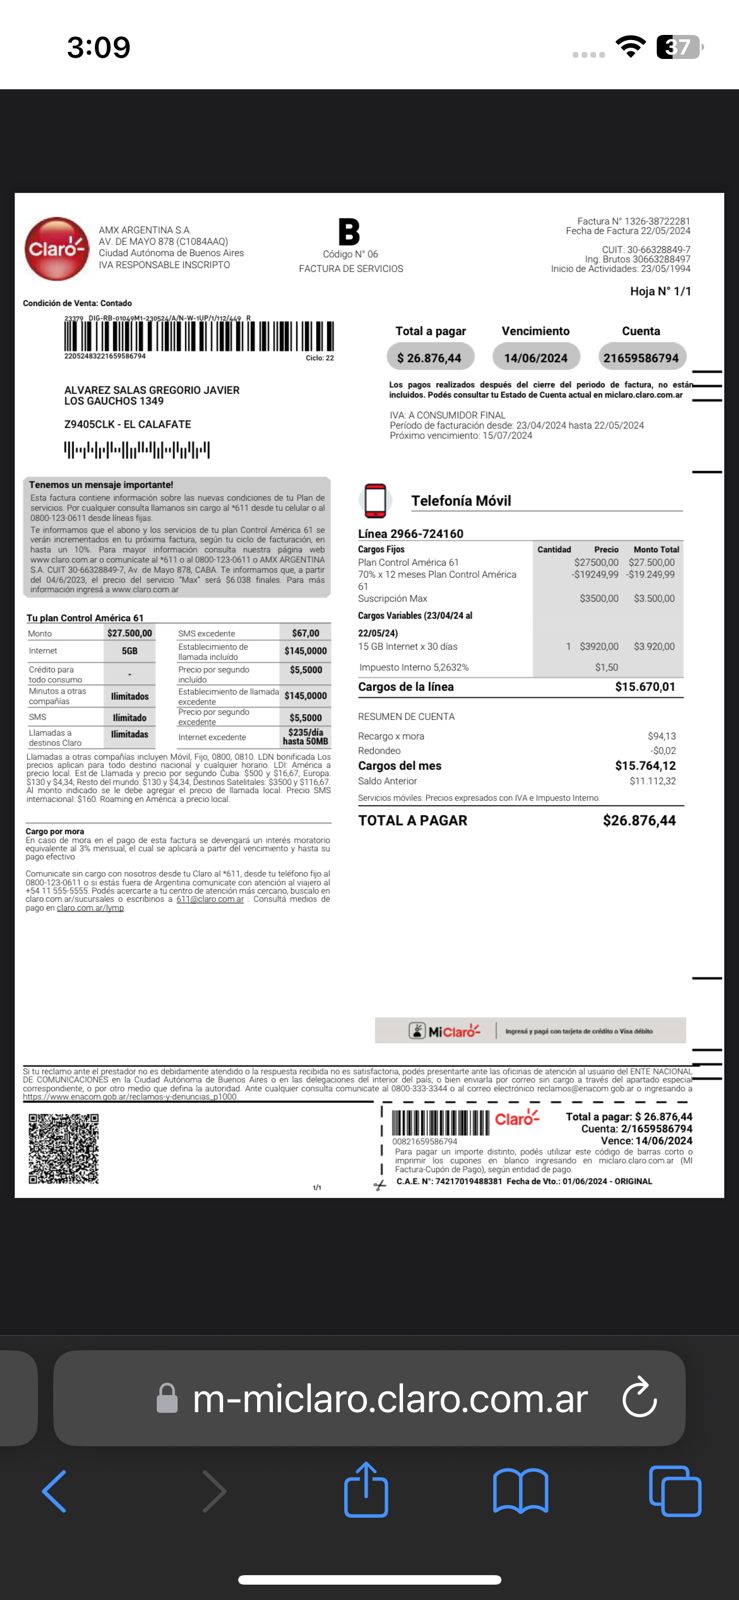 3:09
37
Claro
AMX ARGENTINA S.A.
AV. DE MAYO 878 (C1084AAQ)
Ciudad Autónoma de Buenos Aires
IVA RESPONSABLE INSCRIPTO
B
Código N° 06
FACTURA DE SERVICIOS
Factura N° 1326-38722281
Fecha de Factura 22/05/2024
CUIT: 30-66328849-7
Ing. Brutos 30663288497
Inicio de Actividades: 23/05/1994
Hoja N° 1/1
Condición de Venta: Contado
23379 DIG-RB-01049M1-230524/A/N-W-1UP/1/112/449 R
22052483221659586794
Ciclo: 22
Total a pagar
Vencimiento
Cuenta
$ 26.876,44
14/06/2024
21659586794
Los pagos realizados después del cierre del periodo de factura, no están
incluidos. Podés consultar tu Estado de Cuenta actual en miclaro.claro.com.ar
ALVAREZ SALAS GREGORIO JAVIER
LOS GAUCHOS 1349
Z9405CLK - EL CALAFATE
IVA: A CONSUMIDOR FINAL
Período de facturación desde: 23/04/2024 hasta 22/05/2024
Próximo vencimiento: 15/07/2024
Tenemos un mensaje importante!
Esta factura contiene información sobre las nuevas condiciones de tu Plan de
servicios. Por cualquier consulta llamanos sin cargo al *611 desde tu celular o al
0800-123-0611 desde líneas fijas.
Te informamos que el abono y los servicios de tu plan Control América 61 se
verán incrementados en tu próxima factura, según tu ciclo de facturación, en
hasta un 10%. Para mayor información consulta nuestra página web
www.claro.com.ar o comunícate al *611 o al 0800-123-0611 o AMX ARGENTINA
S.A. CUIT 30-66328849-7, Av. de Mayo 878, CABA. Te informamos que, a partir
del 04/6/2023, el precio del servicio "Max" será $6.038 finales. Para más
información ingresá a www.claro.com.ar
Tu plan Control América 61
Monto $27.500,00 SMS excedente $67,00
Internet 5GB Establecimiento de llamada incluído $145,0000
Crédito para todo consumo - Precio por segundo incluído $5,5000
Minutos a otras compañías Ilimitados Establecimiento de llamada excedente $145,0000
SMS Ilimitado Precio por segundo excedente $5,5000
Llamadas a destinos Claro Ilimitadas Internet excedente $235/día hasta 50MB
Llamadas a otras compañías incluyen Móvil, Fijo, 0800, 0810. LDN bonificada Los
precios aplican para todo destino nacional y cualquier horario. LDI: América a
precio local. Est.de Llamada y precio por segundo Cuba: $500 y $16,67, Europa:
$130 y $4,34; Resto del mundo: $130 y $4,34; Destinos Satelitales: $3500 y $116,67.
Al monto indicado se le debe agregar el precio de llamada local. Precio SMS
internacional: $160. Roaming en América: a precio local.
Cargo por mora
En caso de mora en el pago de esta factura se devengará un interés moratorio
equivalente al 3% mensual, el cual se aplicará a partir del vencimiento y hasta su
pago efectivo.
Comunicate sin cargo con nosotros desde tu Claro al *611, desde tu teléfono fijo al
0800-123-0611 o si estás fuera de Argentina comunicate con atención al viajero al
+54 11 555-5555. Podés acercarte a tu centro de atención más cercano, buscalo en
claro.com.ar/sucursales o escribinos a 611@claro.com.ar . Consultá medios de
pago en claro.com.ar/lymp
Telefonía Móvil
Línea 2966-724160
Cargos Fijos Cantidad Precio Monto Total
Plan Control América 61 $27500,00 $27.500,00
70% x 12 meses Plan Control América -$19249,99 -$19.249,99
61
Suscripción Max $3500,00 $3.500,00
Cargos Variables (23/04/24 al
22/05/24)
15 GB Internet x 30 días 1 $3920,00 $3.920,00
Impuesto Interno 5,2632% $1,50
Cargos de la línea $15.670,01
RESUMEN DE CUENTA
Recargo x mora $94,13
Redondeo -$0,02
Cargos del mes $15.764,12
Saldo Anterior $11.112,32
Servicios móviles: Precios expresados con IVA e Impuesto Interno.
TOTAL A PAGAR $26.876,44
MiClaro
Ingresá y pagá con tarjeta de crédito o Visa débito
Si tu reclamo ante el prestador no es debidamente atendido o la respuesta recibida no es satisfactoria, podés presentarte ante las oficinas de atención al usuario del ENTE NACIONAL
DE COMUNICACIONES en la Ciudad Autónoma de Buenos Aires o en las delegaciones del interior del país; o bien enviarla por correo sin cargo a través del apartado especial
correspondiente, o por otro medio que defina la autoridad. Ante cualquier consulta comunicate al 0800-333-3344 o al correo electrónico reclamos@enacom.gob.ar o ingresando a
https://www.enacom.gob.ar/reclamos-y-denuncias_p1000
Claro
00821659586794
Total a pagar: $ 26.876,44
Cuenta: 2/1659586794
Vence: 14/06/2024
Para pagar un importe distinto, podés utilizar este código de barras corto o
imprimir los cupones en blanco ingresando en miclaro.claro.com.ar (MI
Factura-Cupón de Pago), según entidad de pago.
C.A.E. N°: 74217019488381 Fecha de Vto.: 01/06/2024 - ORIGINAL
1/1
m-miclaro.claro.com.ar